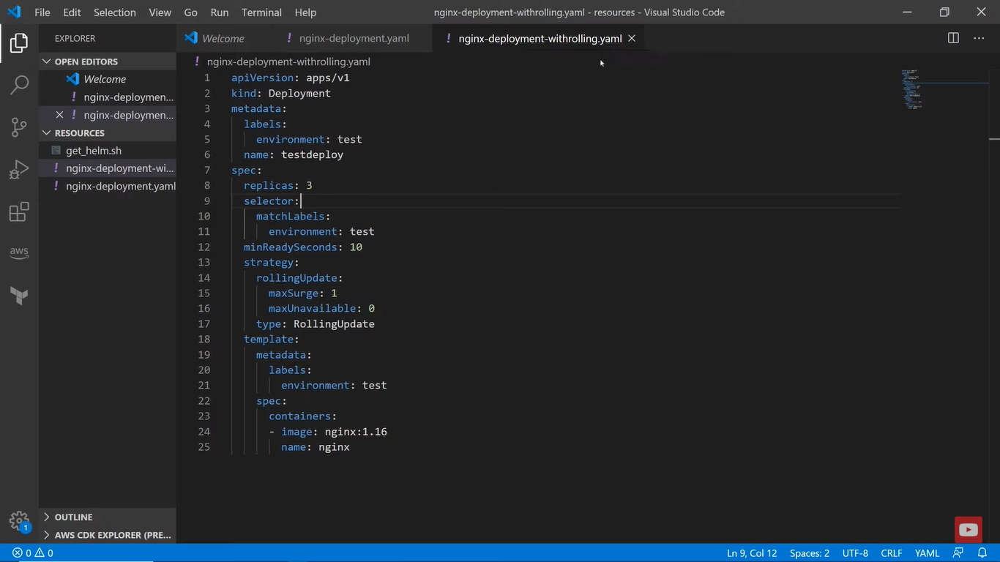 File Edit Selection View Go Run Terminal Help
nginx-deployment-withrolling.yaml - resources - Visual Studio Code
EXPLORER
OPEN EDITORS
Welcome
! nginx-deploymen...
! nginx-deploymen...
RESOURCES
get_helm.sh
! nginx-deployment-wi...
! nginx-deployment.yaml
OUTLINE
AWS CDK EXPLORER (PRE...
aws
1
Welcome
! nginx-deployment.yaml
! nginx-deployment-withrolling.yaml
! nginx-deployment-withrolling.yaml
1 apiVersion: apps/v1
2 kind: Deployment
3 metadata:
4   labels:
5     environment: test
6   name: testdeploy
7 spec:
8   replicas: 3
9   selector:
10     matchLabels:
11       environment: test
12   minReadySeconds: 10
13   strategy:
14     rollingUpdate:
15       maxSurge: 1
16       maxUnavailable: 0
17     type: RollingUpdate
18   template:
19     metadata:
20       labels:
21         environment: test
22     spec:
23       containers:
24       - image: nginx:1.16
25         name: nginx
0 0
Ln 9, Col 12
Spaces: 2
UTF-8
CRLF
YAML